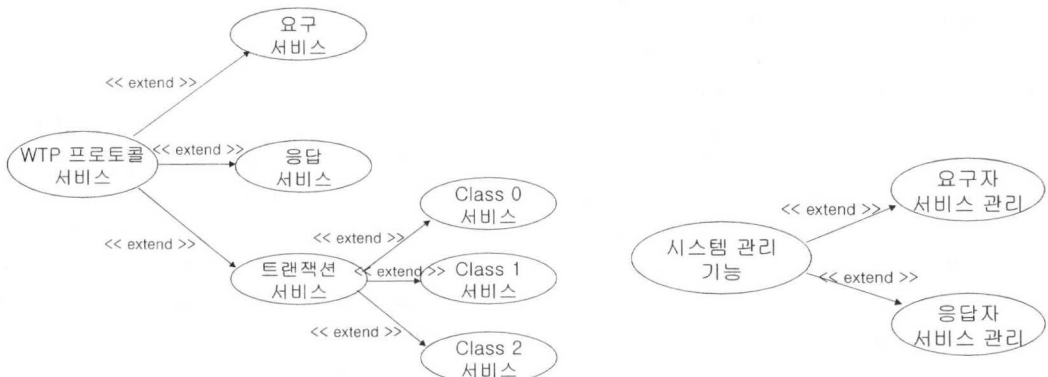 요구
서비스
<< extend >>
WTP 프로토콜
서비스
<< extend >>
응답
서비스
<< extend >>
트랜잭션
서비스
<< extend >>
Class 0
서비스
<< extend >>
Class 1
서비스
<< extend >>
Class 2
서비스
시스템 관리
기능
<< extend >>
요구자
서비스 관리
<< extend >>
응답자
서비스 관리